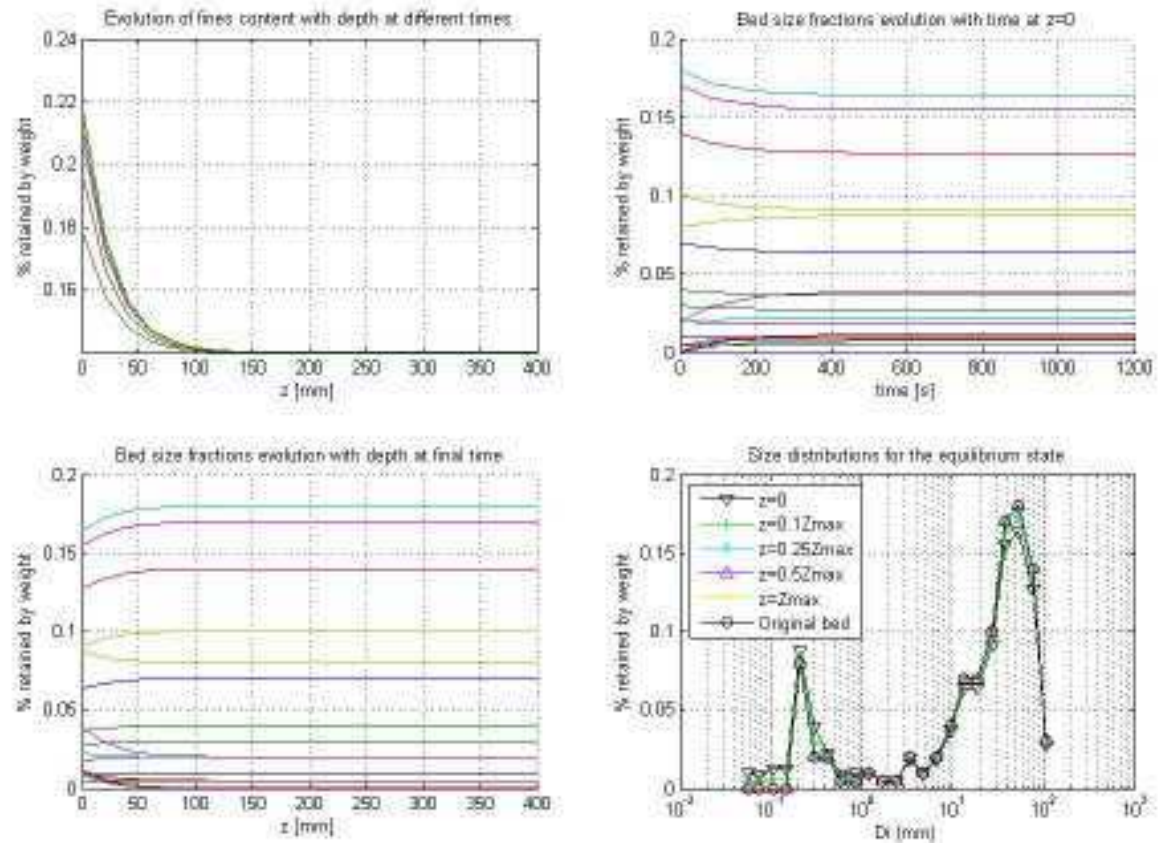 Evolution of fines content with depth at different times
0.24
0.22
0.2
0.18
0.16
% retained by weight
0 50 100 150 200 250 300 350 400
z [mm]
Bed size fractions evolution with time at z=0
0.2
0.15
0.1
0.05
0
% retained by weight
0 200 400 600 800 1000 1200
time [s]
Bed size fractions evolution with depth at final time
0.2
0.15
0.1
0.05
0
% retained by weight
0 50 100 150 200 250 300 350 400
z [mm]
Size distributions for the equilibrium state
0.2
0.15
0.1
0.05
0
% retained by weight
z=0
z=0.1Zmax
z=0.25Zmax
z=0.5Zmax
z=Zmax
Original bed
10⁰ 10¹ 10²
Di [mm]